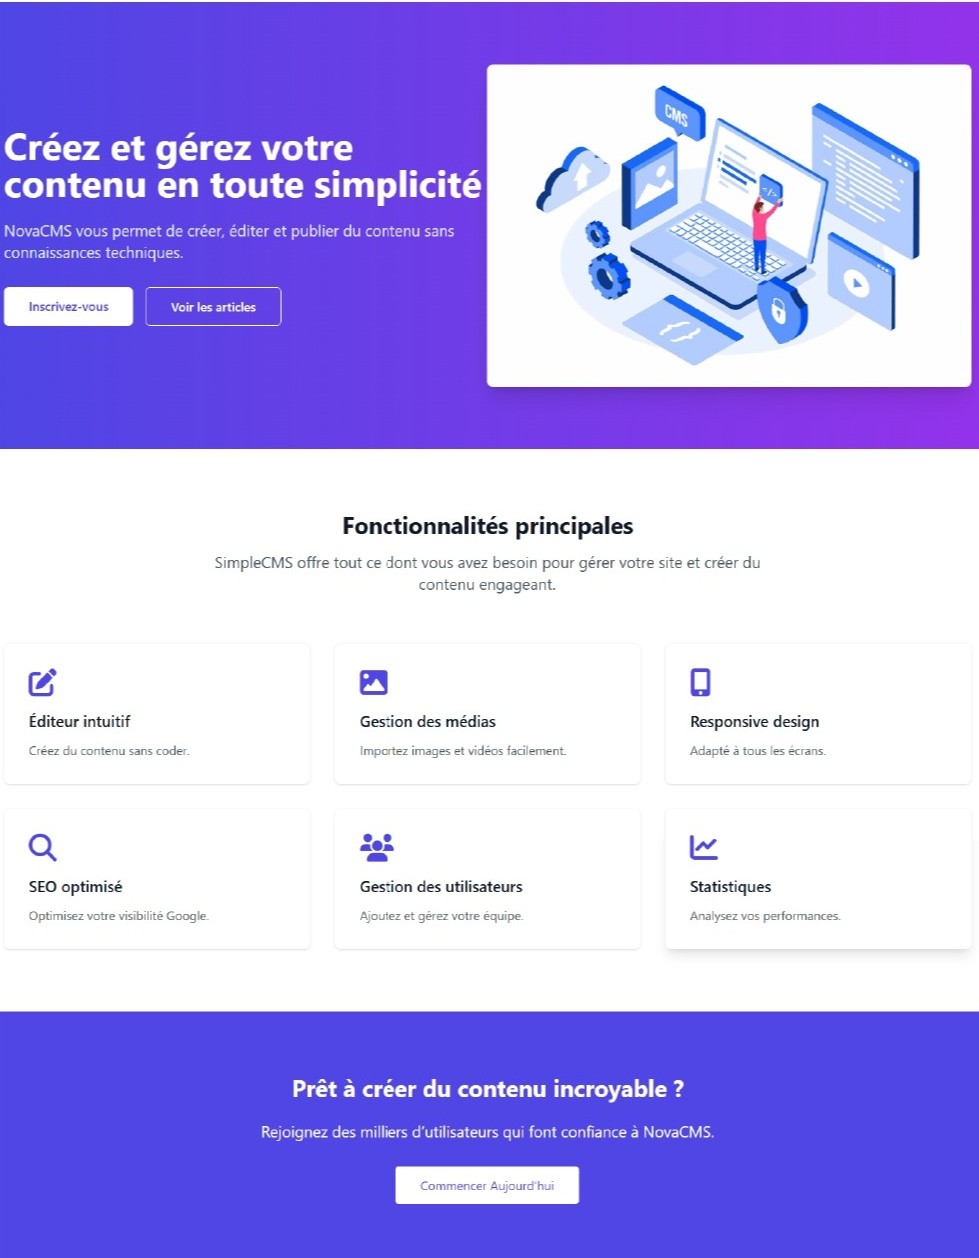 CMS
</>
Créez et gérez votre
contenu en toute simplicité
NovaCMS vous permet de créer, éditer et publier du contenu sans
connaissances techniques.
Inscrivez-vous
Voir les articles
Fonctionnalités principales
SimpleCMS offre tout ce dont vous avez besoin pour gérer votre site et créer du
contenu engageant.
Éditeur intuitif
Créez du contenu sans coder.
Gestion des médias
Importez images et vidéos facilement.
Responsive design
Adapté à tous les écrans.
SEO optimisé
Optimisez votre visibilité Google.
Gestion des utilisateurs
Ajoutez et gérez votre équipe.
Statistiques
Analysez vos performances.
Prêt à créer du contenu incroyable ?
Rejoignez des milliers d’utilisateurs qui font confiance à NovaCMS.
Commencer Aujourd'hui